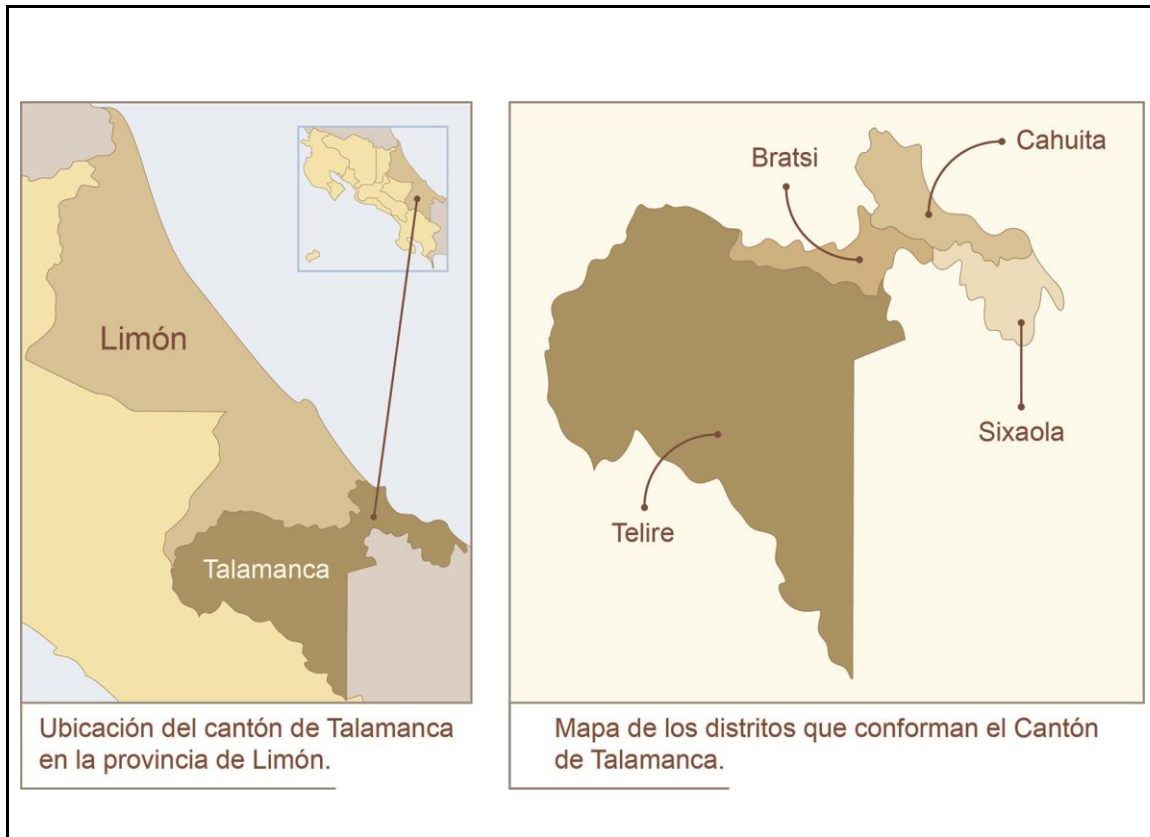 Limón
Talamanca
Ubicación del cantón de Talamanca
en la provincia de Limón.
Bratsi
Cahuita
Sixaola
Telire
Mapa de los distritos que conforman el Cantón
de Talamanca.